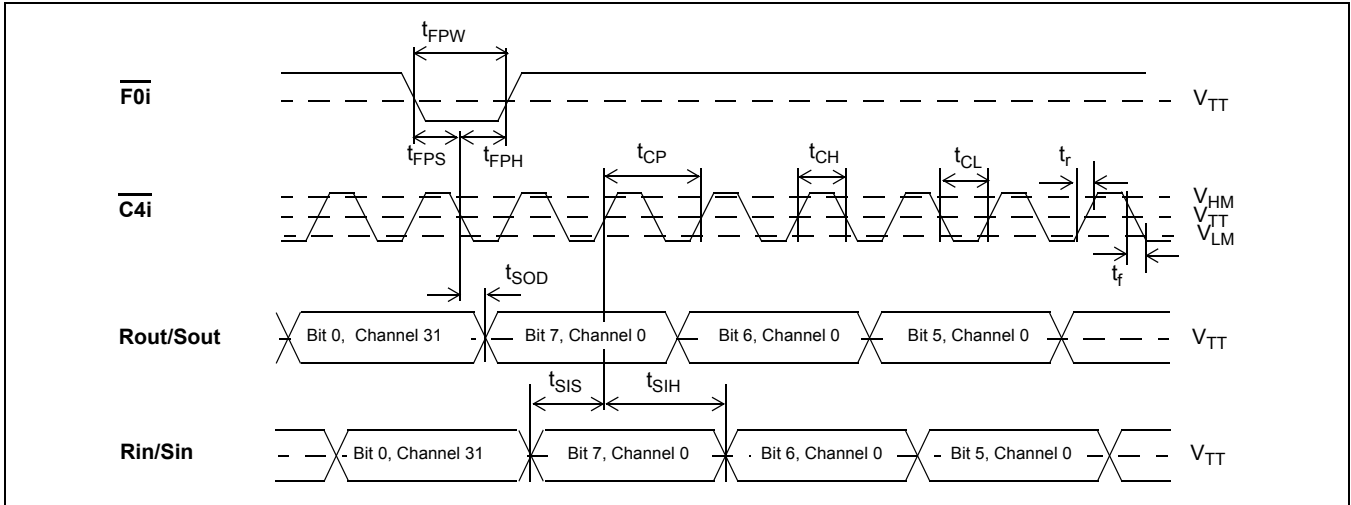 tFPW
F0i
VTT
tFPS tFPH tCP tCH tCL tr
C4i
VHM
VTT
VLM
tSOD tf
Rout/Sout Bit 0, Channel 31 Bit 7, Channel 0 Bit 6, Channel 0 Bit 5, Channel 0 VTT
tSIS tSIH
Rin/Sin Bit 0, Channel 31 Bit 7, Channel 0 Bit 6, Channel 0 Bit 5, Channel 0 VTT